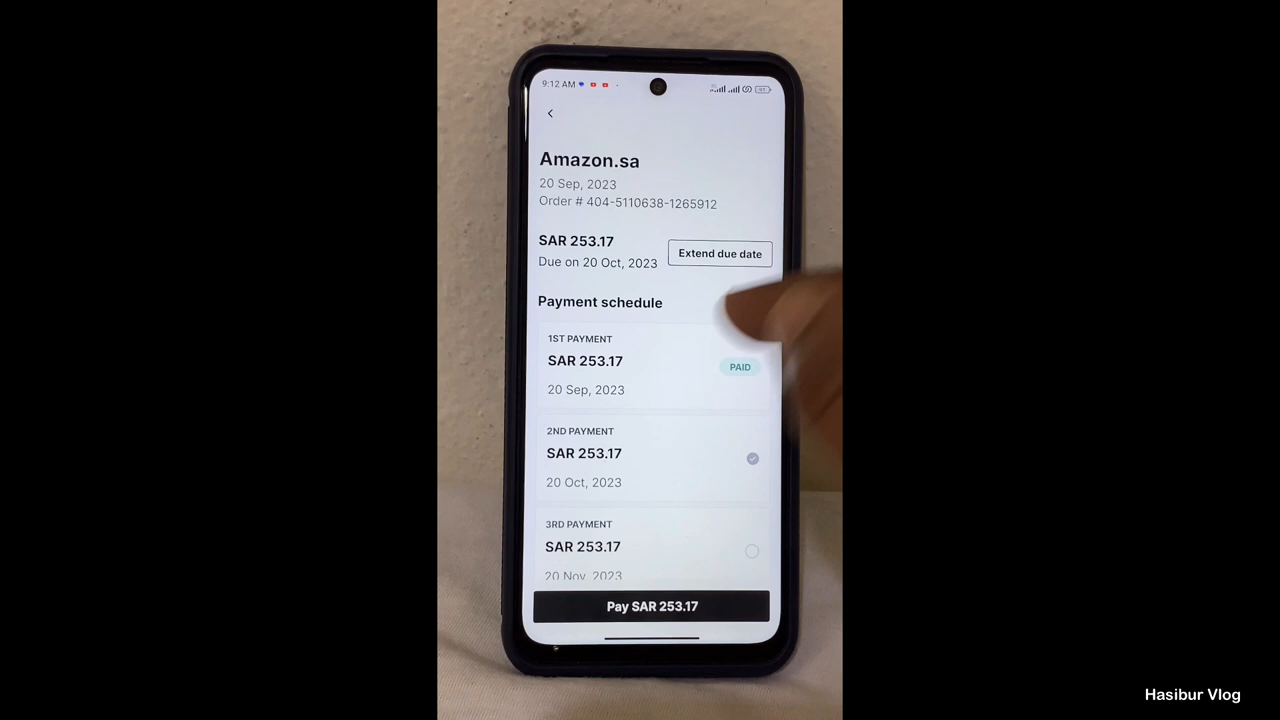 9:12 AM
Amazon.sa
20 Sep, 2023
Order # 404-5110638-1265912
SAR 253.17
Due on 20 Oct, 2023
Extend due date
Payment schedule
1ST PAYMENT
SAR 253.17
PAID
20 Sep, 2023
2ND PAYMENT
SAR 253.17
20 Oct, 2023
3RD PAYMENT
SAR 253.17
20 Nov, 2023
Pay SAR 253.17
Hasibur Vlog